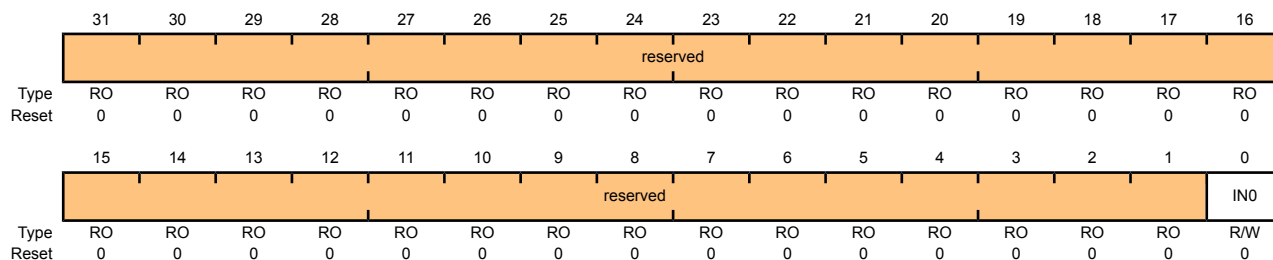 31 30 29 28 27 26 25 24 23 22 21 20 19 18 17 16
reserved
Type RO RO RO RO RO RO RO RO RO RO RO RO RO RO RO RO
Reset 0 0 0 0 0 0 0 0 0 0 0 0 0 0 0 0
15 14 13 12 11 10 9 8 7 6 5 4 3 2 1 0
reserved IN0
Type RO RO RO RO RO RO RO RO RO RO RO RO RO RO RO R/W
Reset 0 0 0 0 0 0 0 0 0 0 0 0 0 0 0 0